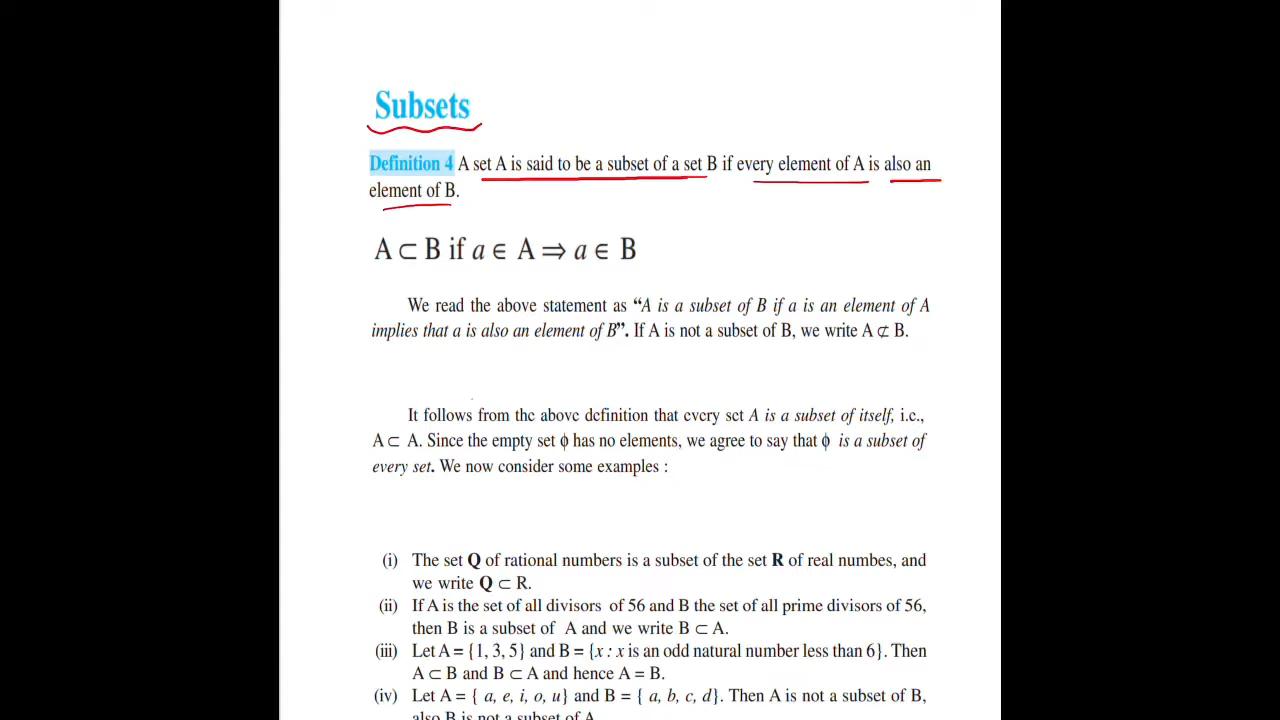 Subsets
Definition 4 A set A is said to be a subset of a set B if every element of A is also an
element of B.
A ⊂ B if a ∈ A ⇒ a ∈ B
We read the above statement as “A is a subset of B if a is an element of A
implies that a is also an element of B”. If A is not a subset of B, we write A ⊄ B.
It follows from the above definition that every set A is a subset of itself, i.e.,
A ⊂ A. Since the empty set φ has no elements, we agree to say that φ is a subset of
every set. We now consider some examples :
(i) The set Q of rational numbers is a subset of the set R of real numbes, and
we write Q ⊂ R.
(ii) If A is the set of all divisors of 56 and B the set of all prime divisors of 56,
then B is a subset of A and we write B ⊂ A.
(iii) Let A = {1, 3, 5} and B = {x : x is an odd natural number less than 6}. Then
A ⊂ B and B ⊂ A and hence A = B.
(iv) Let A = { a, e, i, o, u} and B = { a, b, c, d}. Then A is not a subset of B,
also B is not a subset of A.